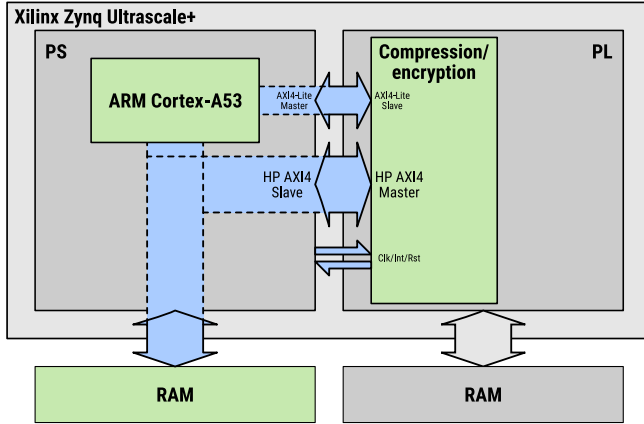 Xilinx Zynq Ultrascale+
PS
PL
Compression/
encryption
ARM Cortex-A53
AXI4-Lite
Master
AXI4-Lite
Slave
HP AXI4
Slave
HP AXI4
Master
Clk/Int/Rst
RAM
RAM